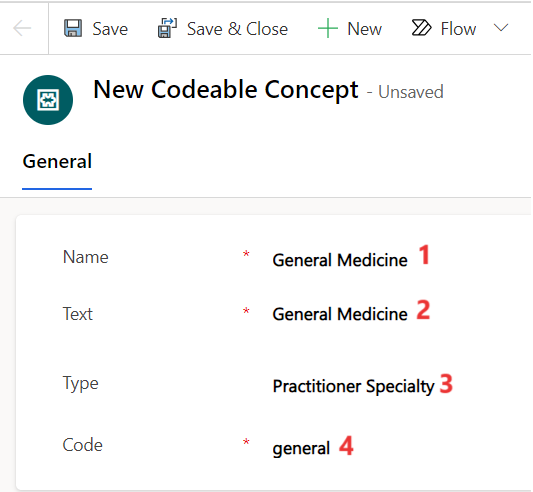 Save Save & Close New Flow
New Codeable Concept - Unsaved
General
Name * General Medicine 1
Text * General Medicine 2
Type Practitioner Specialty 3
Code * general 4